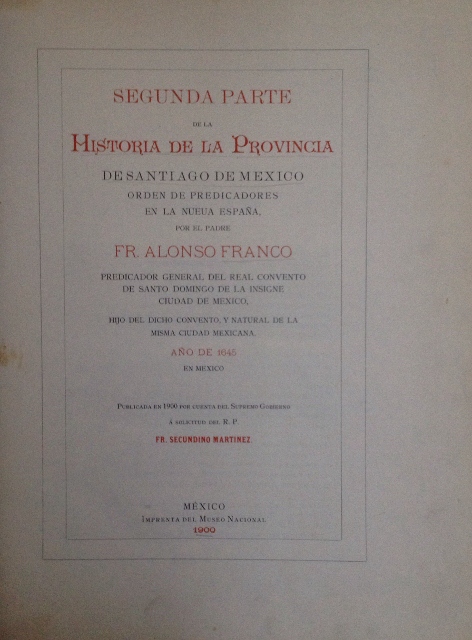 SEGUNDA PARTE
DE LA
HISTORIA DE LA PROVINCIA
DE SANTIAGO DE MEXICO
ORDEN DE PREDICADORES
EN LA NUEUA ESPAÑA,
POR EL PADRE
FR. ALONSO FRANCO
PREDICADOR GENERAL DEL REAL CONVENTO
DE SANTO DOMINGO DE LA INSIGNE
CIUDAD DE MEXICO,
HIJO DEL DICHO CONVENTO, Y NATURAL DE LA
MISMA CIUDAD MEXICANA.
AÑO DE 1645
EN MEXICO
PUBLICADA EN 1900 POR CUENTA DEL SUPREMO GOBIERNO
Á SOLICITUD DEL R. P.
FR. SECUNDINO MARTINEZ.
MÉXICO
IMPRENTA DEL MUSEO NACIONAL
1900